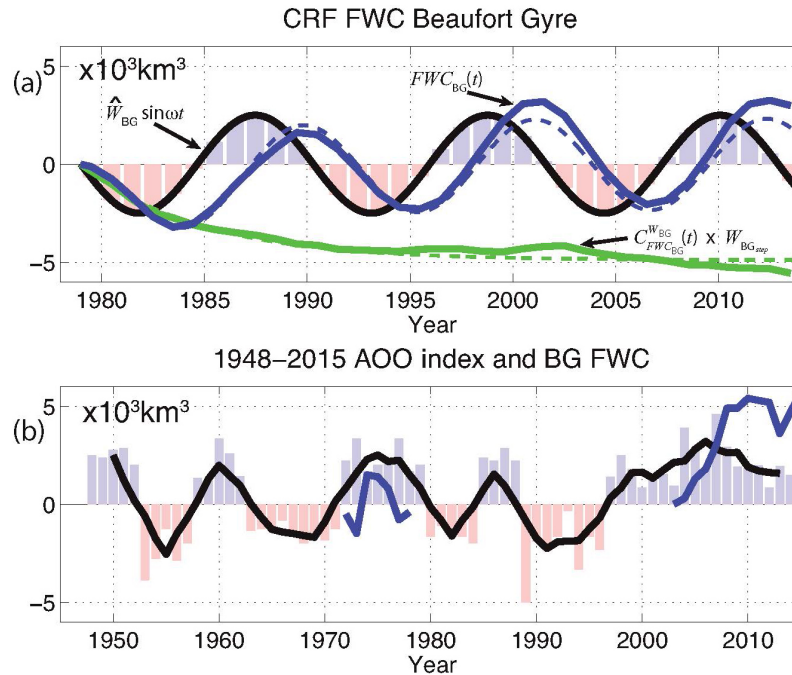 CRF FWC Beaufort Gyre
(a)
x10³km³
Ŵ_BG sinωt
FWC_BG(t)
C^{W_BG}_{FWC_BG}(t) x W_{BG_step}
5
0
−5
1980 1985 1990 1995 2000 2005 2010
Year
1948−2015 AOO index and BG FWC
(b)
x10³km³
5
0
−5
1950 1960 1970 1980 1990 2000 2010
Year